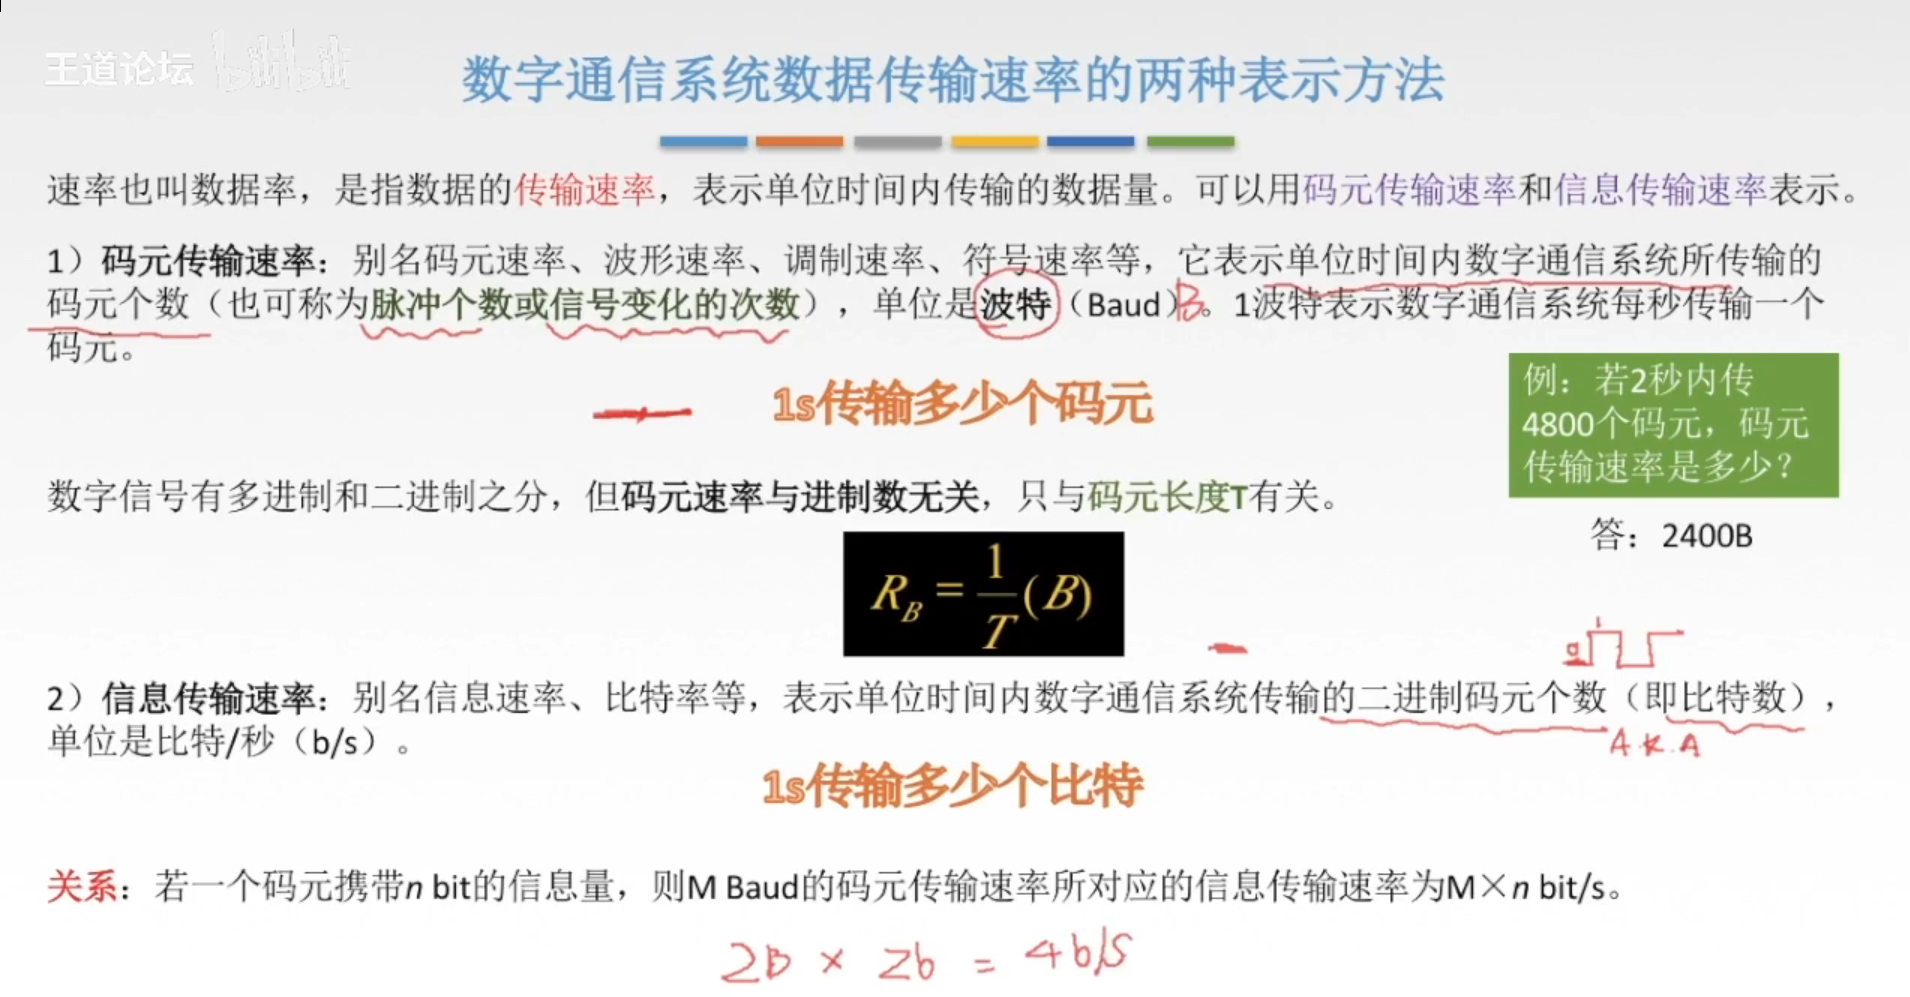 王道论坛 bilibili
数字通信系统数据传输速率的两种表示方法
速率也叫数据率，是指数据的传输速率，表示单位时间内传输的数据量。可以用码元传输速率和信息传输速率表示。
1）码元传输速率：别名码元速率、波形速率、调制速率、符号速率等，它表示单位时间内数字通信系统所传输的
码元个数（也可称为脉冲个数或信号变化的次数），单位是波特（Baud）B。1波特表示数字通信系统每秒传输一个
码元。
1s传输多少个码元
例：若2秒内传
4800个码元，码元
传输速率是多少？
数字信号有多进制和二进制之分，但码元速率与进制数无关，只与码元长度T有关。
答：2400B
R_B = 1/T (B)
1
0
2）信息传输速率：别名信息速率、比特率等，表示单位时间内数字通信系统传输的二进制码元个数（即比特数），
单位是比特/秒（b/s）。
A.K.A
1s传输多少个比特
关系：若一个码元携带n bit的信息量，则M Baud的码元传输速率所对应的信息传输速率为M×n bit/s。
2B × 2b = 4b/s